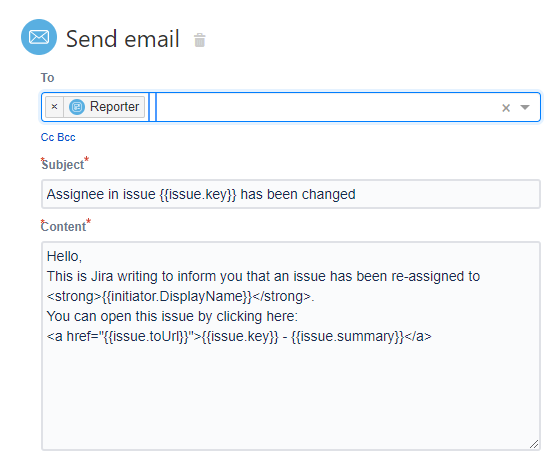 Send email
To
× Reporter
Cc Bcc
*Subject*
Assignee in issue {{issue.key}} has been changed
*Content*
Hello,
This is Jira writing to inform you that an issue has been re-assigned to
<strong>{{initiator.DisplayName}}</strong>.
You can open this issue by clicking here:
<a href="{{issue.toUrl}}">{{issue.key}} - {{issue.summary}}</a>